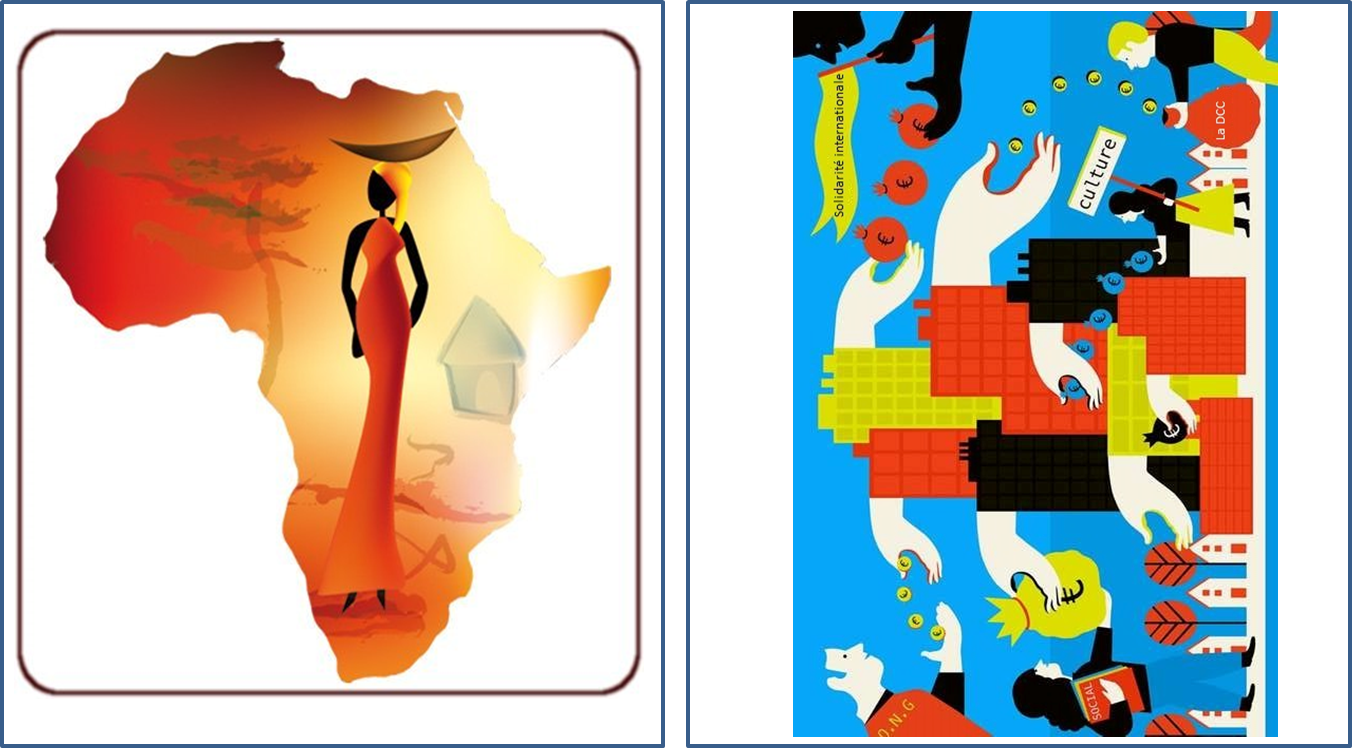 Solidarité internationale
La DCC
culture
SOCIAL
O.N.G